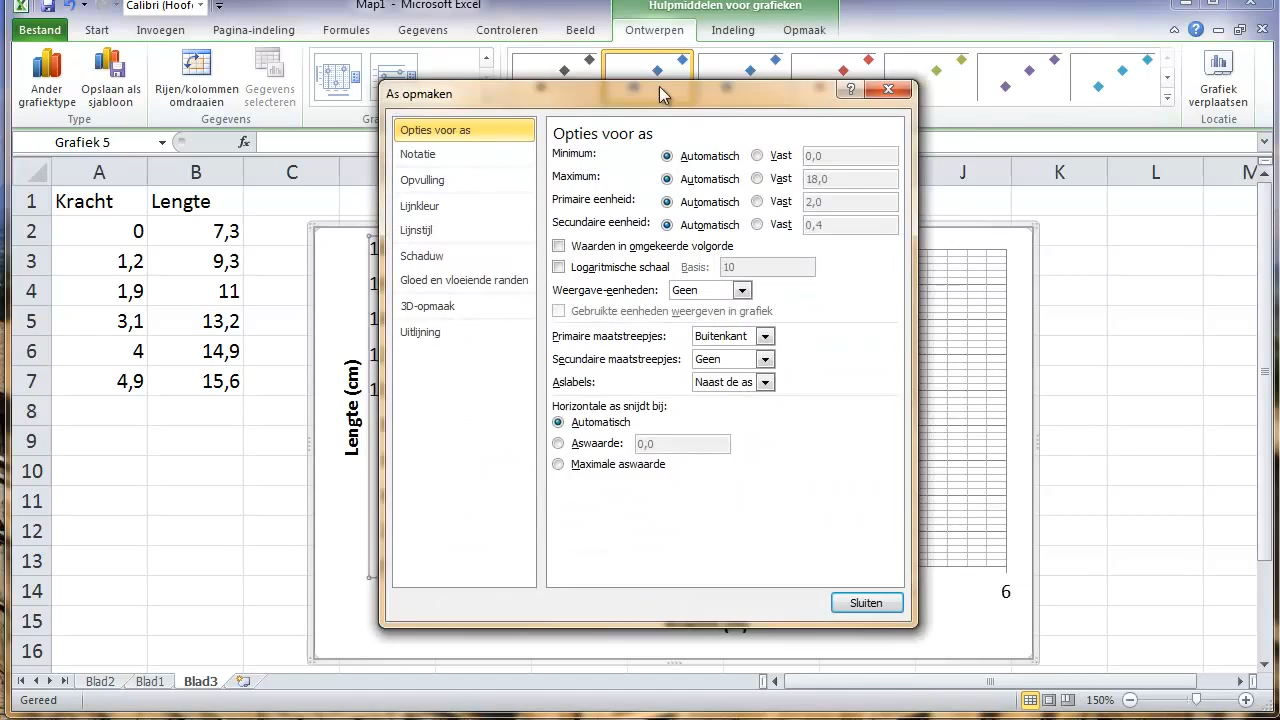 Calibri (Hoof
Map1 - Microsoft Excel
Hulpmiddelen voor grafieken
Bestand Start Invoegen Pagina-indeling Formules Gegevens Controleren Beeld Ontwerpen Indeling Opmaak
Ander grafiektype
Opslaan als sjabloon
Rijen/kolommen omdraaien
Gegevens selecteren
Grafiek verplaatsen
Type Gegevens Locatie
Grafiek 5 fx
A B C J K L M
1 Kracht Lengte
2 0 7,3
3 1,2 9,3
4 1,9 11
5 3,1 13,2
6 4 14,9
7 4,9 15,6
8
9
10
11
12
13
14
15
16
Lengte (cm)
6
As opmaken
Opties voor as
Notatie
Opvulling
Lijnkleur
Lijnstijl
Schaduw
Gloed en vloeiende randen
3D-opmaak
Uitlijning
Opties voor as
Minimum: Automatisch Vast 0,0
Maximum: Automatisch Vast 18,0
Primaire eenheid: Automatisch Vast 2,0
Secundaire eenheid: Automatisch Vast 0,4
Waarden in omgekeerde volgorde
Logaritmische schaal Basis: 10
Weergave-eenheden: Geen
Gebruikte eenheden weergeven in grafiek
Primaire maatstreepjes: Buitenkant
Secundaire maatstreepjes: Geen
Aslabels: Naast de as
Horizontale as snijdt bij:
Automatisch
Aswaarde: 0,0
Maximale aswaarde
Sluiten
Blad2 Blad1 Blad3
Gereed 150%